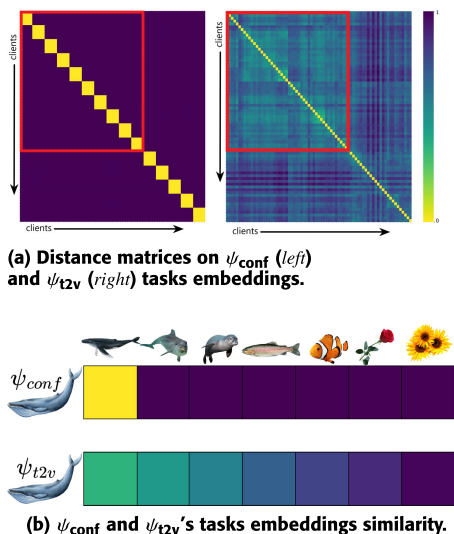 clients
clients
1
0
clients
clients
(a) Distance matrices on ψconf (left)
and ψt2v (right) tasks embeddings.
ψconf
ψt2v
(b) ψconf and ψt2v's tasks embeddings similarity.